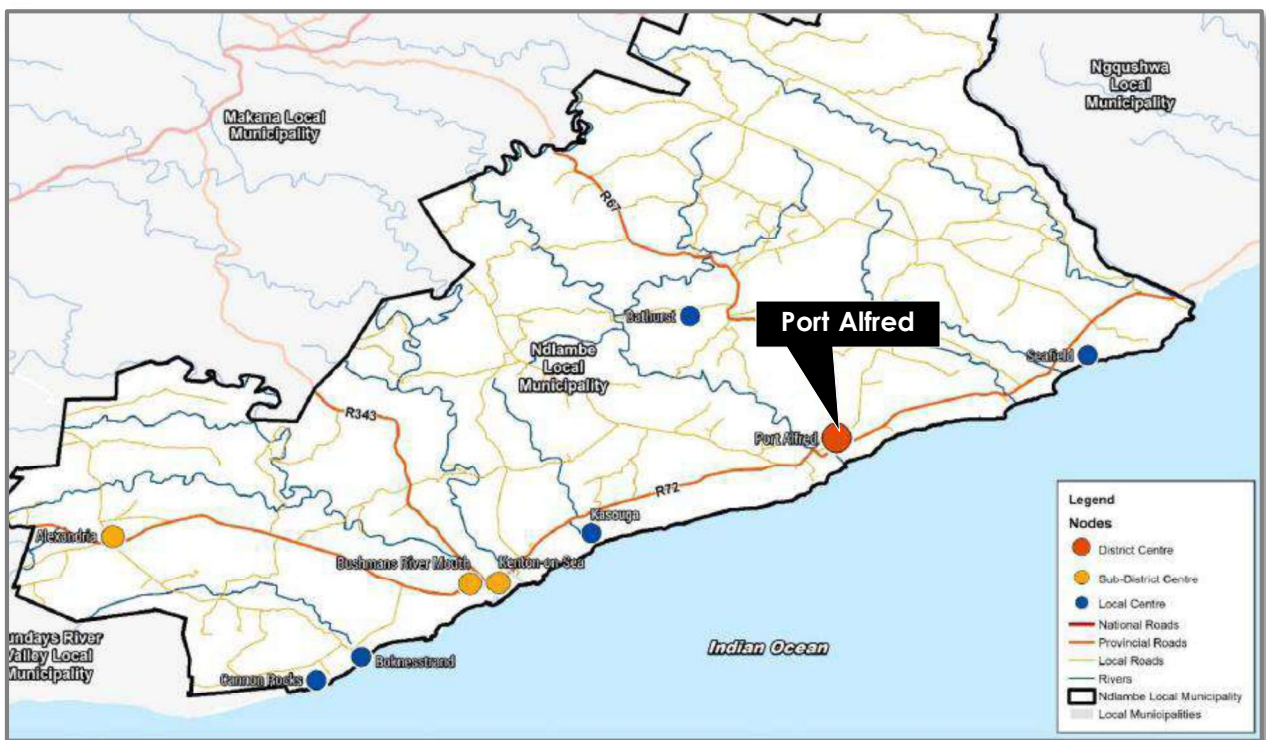 Ngqushwa
Local
Municipality
Makana Local
Municipality
R67
Bathurst
Port Alfred
Ndlambe
Local
Municipality
Seafield
R343
Port Alfred
R72
Kasouga
Alexandria
Bushmans River Mouth
Kenton-on-Sea
Indian Ocean
undays River
Valley Local
Municipality
Boknesstrand
Cannon Rocks
Legend
Nodes
District Centre
Sub-District Centre
Local Centre
National Roads
Provincial Roads
Local Roads
Rivers
Ndlambe Local Municipality
Local Municipalities